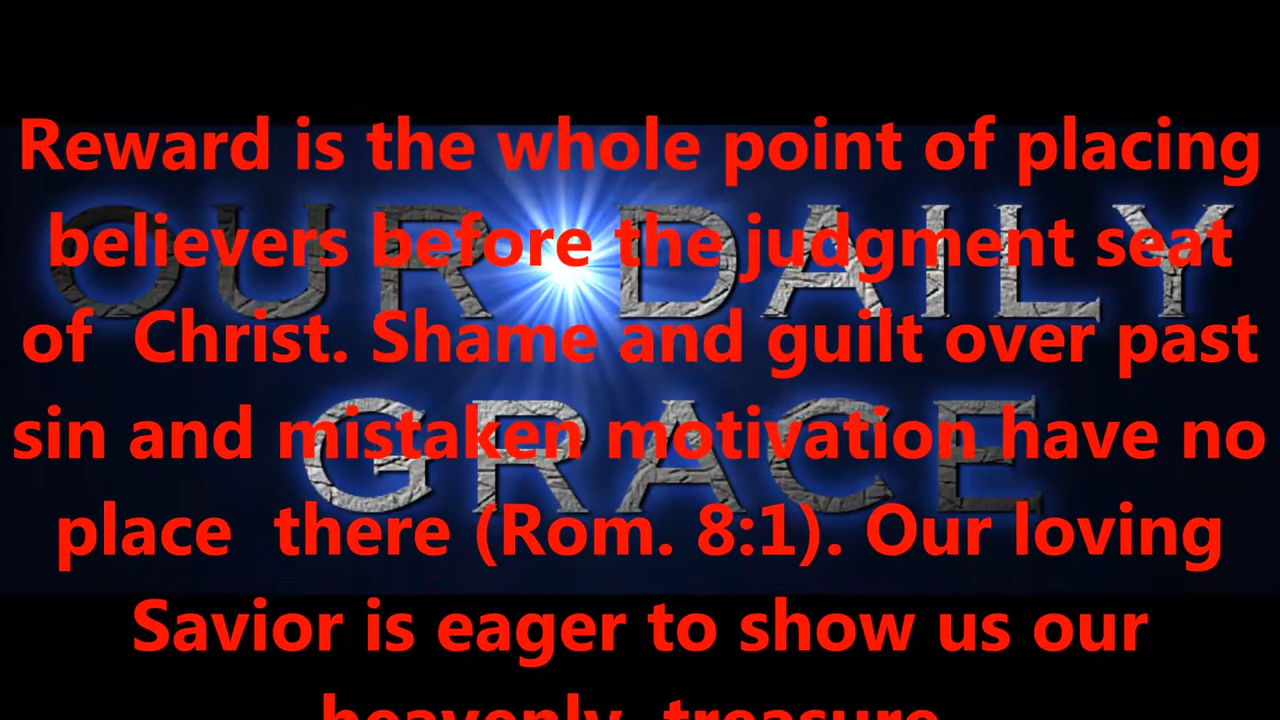 Reward is the whole point of placing
believers before the judgment seat
of  Christ. Shame and guilt over past
sin and mistaken motivation have no
place  there (Rom. 8:1). Our loving
Savior is eager to show us our
heavenly  treasure
OUR DAILY
GRACE